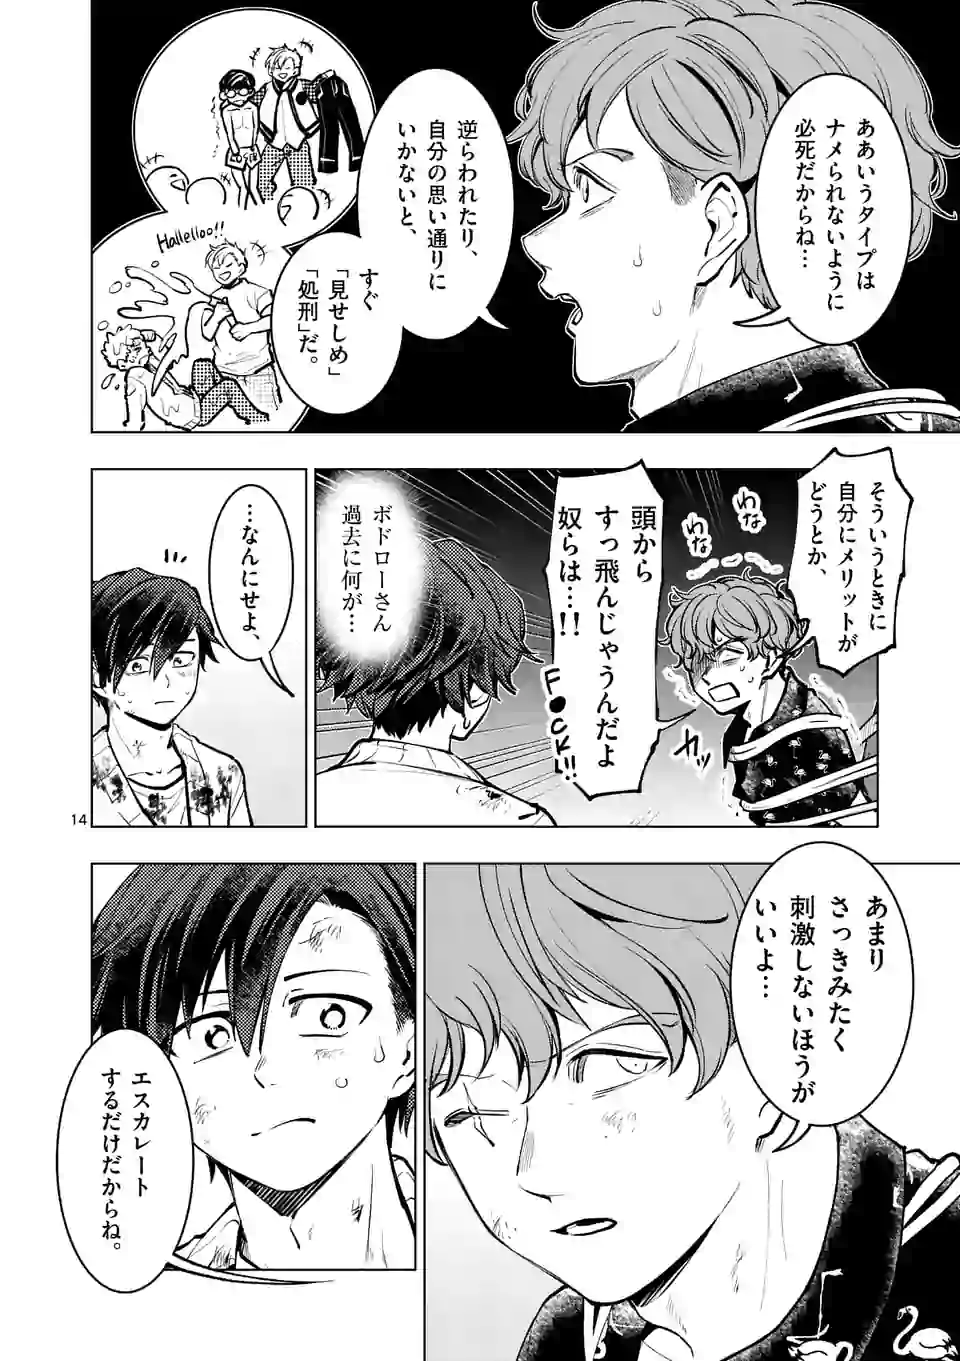 ああいうタイプは
ナメられないように
必死だからね…
逆らわれたり、
自分の思い通りに
いかないと、
すぐ
「見せしめ」
「処刑」だ。
Hallelloo!!
そういうときに
自分にメリットが
どうとか、
わな
わな
頭から
すっ飛んじゃうんだよ
奴らは…!!
F●CK!!
カッ
ボドローさん
過去に何が…
…なんにせよ、
14
あまり
さっきみたく
刺激しないほうが
いいよ…
エスカレート
するだけだからね。